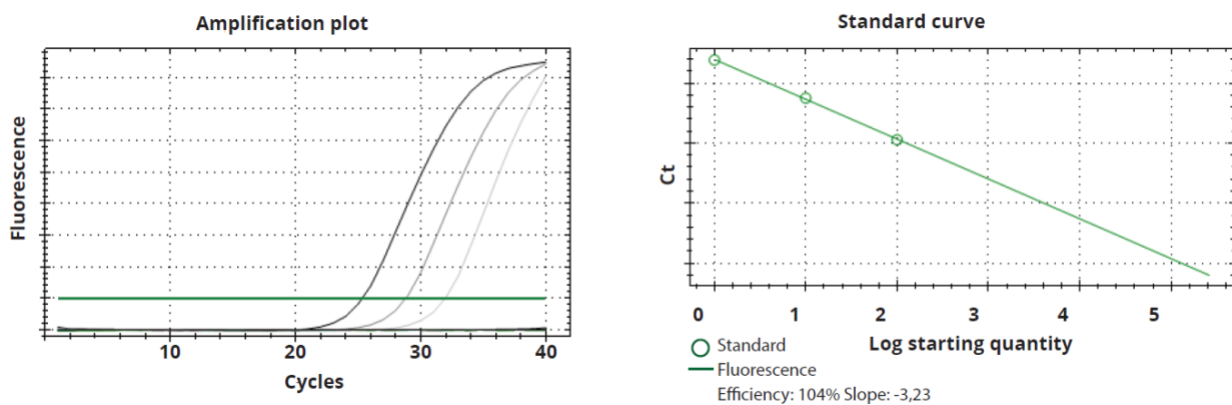 Amplification plot
Fluorescence
10 20 30 40
Cycles
Standard curve
Ct
0 1 2 3 4 5
Log starting quantity
Standard
Fluorescence
Efficiency: 104% Slope: -3,23